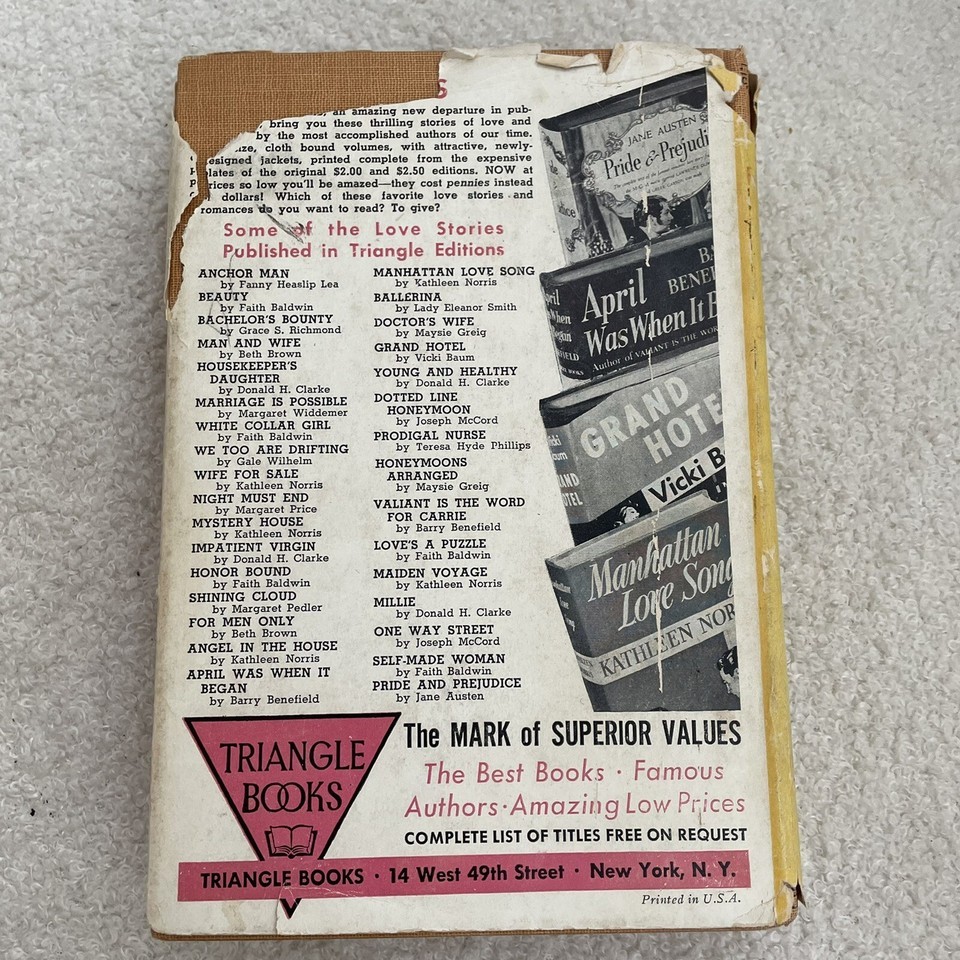 S
an amazing new departure in pub-
bring you these thrilling stories of love and
by the most accomplished authors of our time.
cloth bound volumes, with attractive, newly-
esigned jackets, printed complete from the expensive
plates of the original $2.00 and $2.50 editions. NOW at
prices so low you'll be amazed—they cost pennies instead
dollars! Which of these favorite love stories and
romances do you want to read? To give?
Some of the Love Stories
Published in Triangle Editions
ANCHOR MAN
by Fanny Heaslip Lea
BEAUTY
by Faith Baldwin
BACHELOR'S BOUNTY
by Grace S. Richmond
MAN AND WIFE
by Beth Brown
HOUSEKEEPER'S
DAUGHTER
by Donald H. Clarke
MARRIAGE IS POSSIBLE
by Margaret Widdemer
WHITE COLLAR GIRL
by Faith Baldwin
WE TOO ARE DRIFTING
by Gale Wilhelm
WIFE FOR SALE
by Kathleen Norris
NIGHT MUST END
by Margaret Price
MYSTERY HOUSE
by Kathleen Norris
IMPATIENT VIRGIN
by Donald H. Clarke
HONOR BOUND
by Faith Baldwin
SHINING CLOUD
by Margaret Pedler
FOR MEN ONLY
by Beth Brown
ANGEL IN THE HOUSE
by Kathleen Norris
APRIL WAS WHEN IT
BEGAN
by Barry Benefield
MANHATTAN LOVE SONG
by Kathleen Norris
BALLERINA
by Lady Eleanor Smith
DOCTOR'S WIFE
by Maysie Greig
GRAND HOTEL
by Vicki Baum
YOUNG AND HEALTHY
by Donald H. Clarke
DOTTED LINE
HONEYMOON
by Joseph McCord
PRODIGAL NURSE
by Teresa Hyde Phillips
HONEYMOONS
ARRANGED
by Maysie Greig
VALIANT IS THE WORD
FOR CARRIE
by Barry Benefield
LOVE'S A PUZZLE
by Faith Baldwin
MAIDEN VOYAGE
by Kathleen Norris
MILLIE
by Donald H. Clarke
ONE WAY STREET
by Joseph McCord
SELF-MADE WOMAN
by Faith Baldwin
PRIDE AND PREJUDICE
by Jane Austen
JANE AUSTEN'S
Pride & Prejudi
April
BA
BENEF
Was When It B
Author of VALIANT IS THE WOR
GRAND
HOTE
Vicki B
Manhattan
Love Song
KATHLEEN NOR
TRIANGLE
BOOKS
The MARK of SUPERIOR VALUES
The Best Books · Famous
Authors · Amazing Low Prices
COMPLETE LIST OF TITLES FREE ON REQUEST
TRIANGLE BOOKS · 14 West 49th Street · New York, N. Y.
Printed in U.S.A.